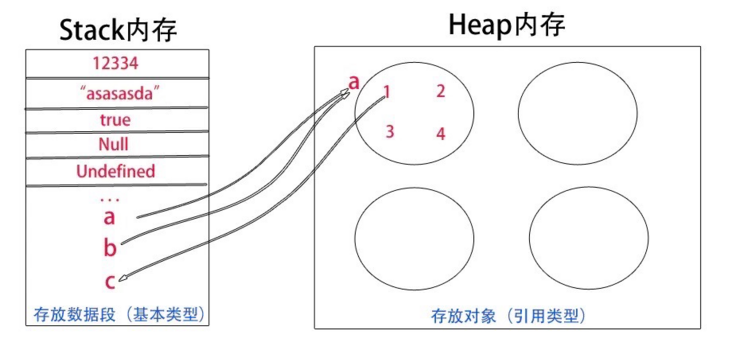 Stack内存
12334
“asasasda”
true
Null
Undefined
...
a
b
c
存放数据段（基本类型）
Heap内存
a
1 2
3 4
存放对象（引用类型）